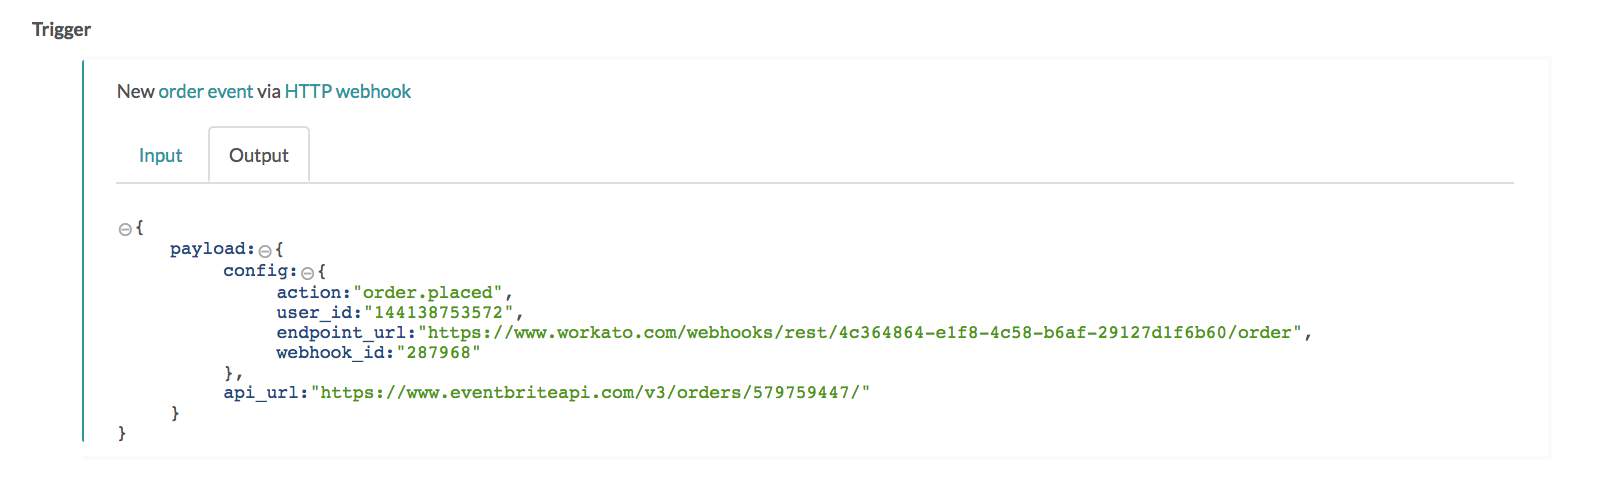 Trigger
New order event via HTTP webhook
Input Output
{
payload:{
config:{
action:"order.placed",
user_id:"144138753572",
endpoint_url:"https://www.workato.com/webhooks/rest/4c364864-e1f8-4c58-b6af-29127d1f6b60/order",
webhook_id:"287968"
},
api_url:"https://www.eventbriteapi.com/v3/orders/579759447/"
}
}